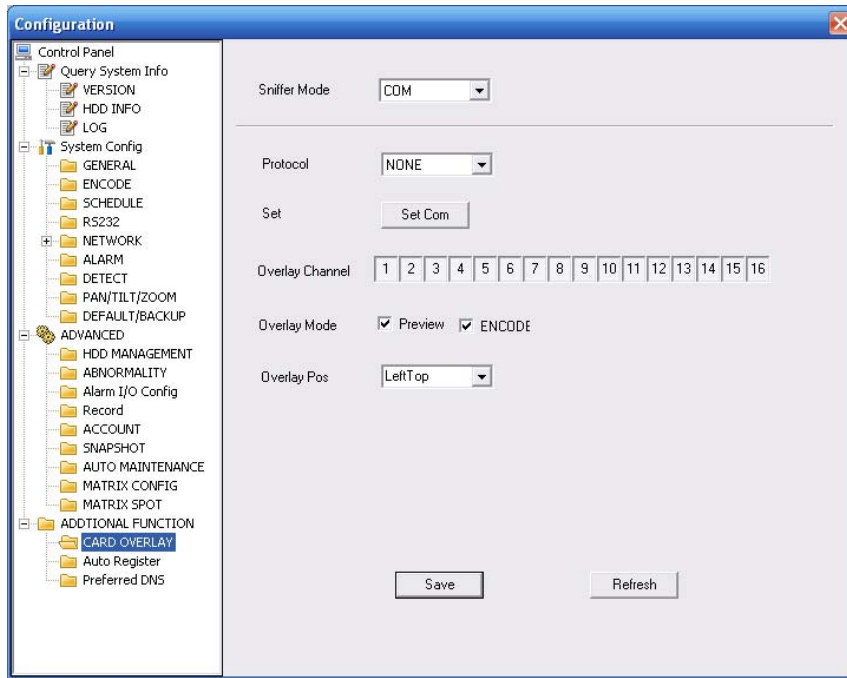 Configuration
Control Panel
Query System Info
VERSION
HDD INFO
LOG
System Config
GENERAL
ENCODE
SCHEDULE
RS232
NETWORK
ALARM
DETECT
PAN/TILT/ZOOM
DEFAULT/BACKUP
ADVANCED
HDD MANAGEMENT
ABNORMALITY
Alarm I/O Config
Record
ACCOUNT
SNAPSHOT
AUTO MAINTENANCE
MATRIX CONFIG
MATRIX SPOT
ADDTIONAL FUNCTION
CARD OVERLAY
Auto Register
Preferred DNS
Sniffer Mode COM
Protocol NONE
Set Set Com
Overlay Channel 1 2 3 4 5 6 7 8 9 10 11 12 13 14 15 16
Overlay Mode Preview ENCODE
Overlay Pos LeftTop
Save Refresh